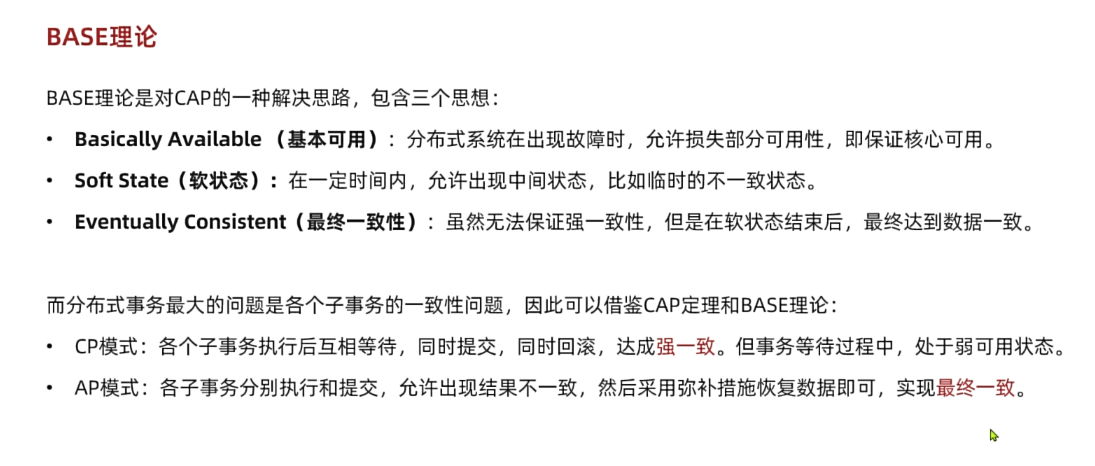 BASE理论
BASE理论是对CAP的一种解决思路，包含三个思想：
• Basically Available （基本可用）：分布式系统在出现故障时，允许损失部分可用性，即保证核心可用。
• Soft State（软状态）：在一定时间内，允许出现中间状态，比如临时的不一致状态。
• Eventually Consistent（最终一致性）：虽然无法保证强一致性，但是在软状态结束后，最终达到数据一致。
而分布式事务最大的问题是各个子事务的一致性问题，因此可以借鉴CAP定理和BASE理论：
• CP模式：各个子事务执行后互相等待，同时提交，同时回滚，达成强一致。但事务等待过程中，处于弱可用状态。
• AP模式：各子事务分别执行和提交，允许出现结果不一致，然后采用弥补措施恢复数据即可，实现最终一致。